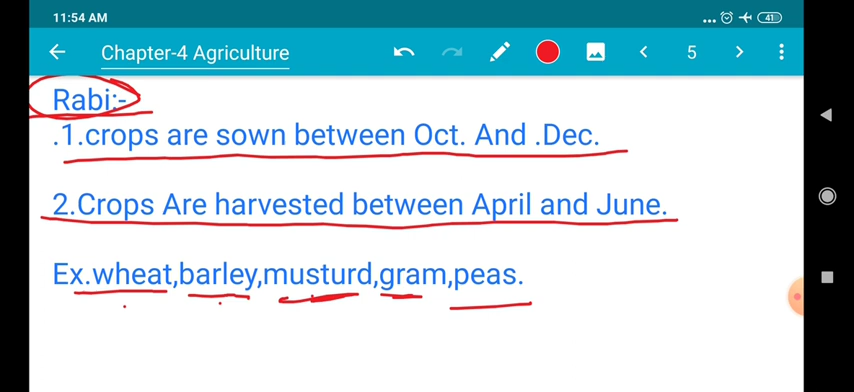 11:54 AM
41
Chapter-4 Agriculture
5
Rabi:-
.1.crops are sown between Oct. And .Dec.
2.Crops Are harvested between April and June.
Ex.wheat,barley,musturd,gram,peas.